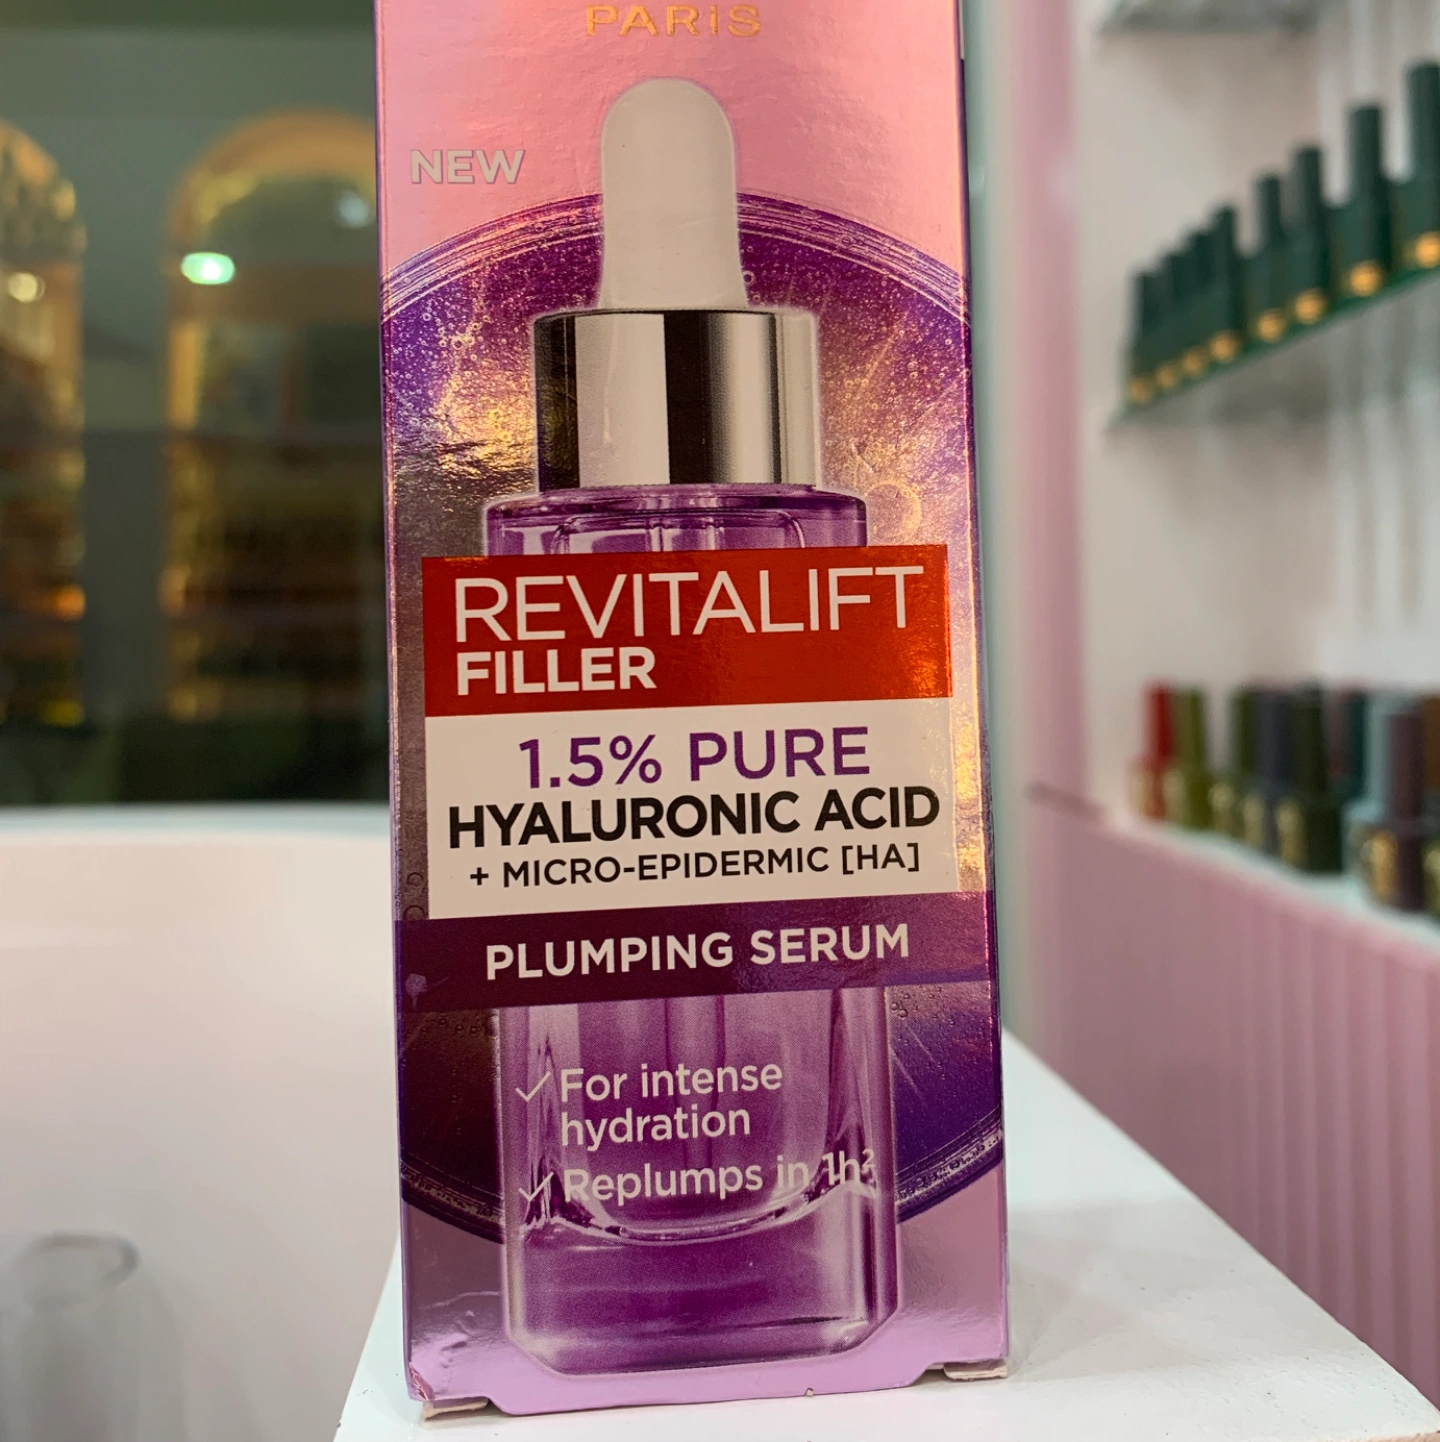 PARIS
NEW
REVITALIFT
FILLER
1.5% PURE
HYALURONIC ACID
+ MICRO-EPIDERMIC [HA]
PLUMPING SERUM
✓ For intense
hydration
✓ Replumps in 1h²